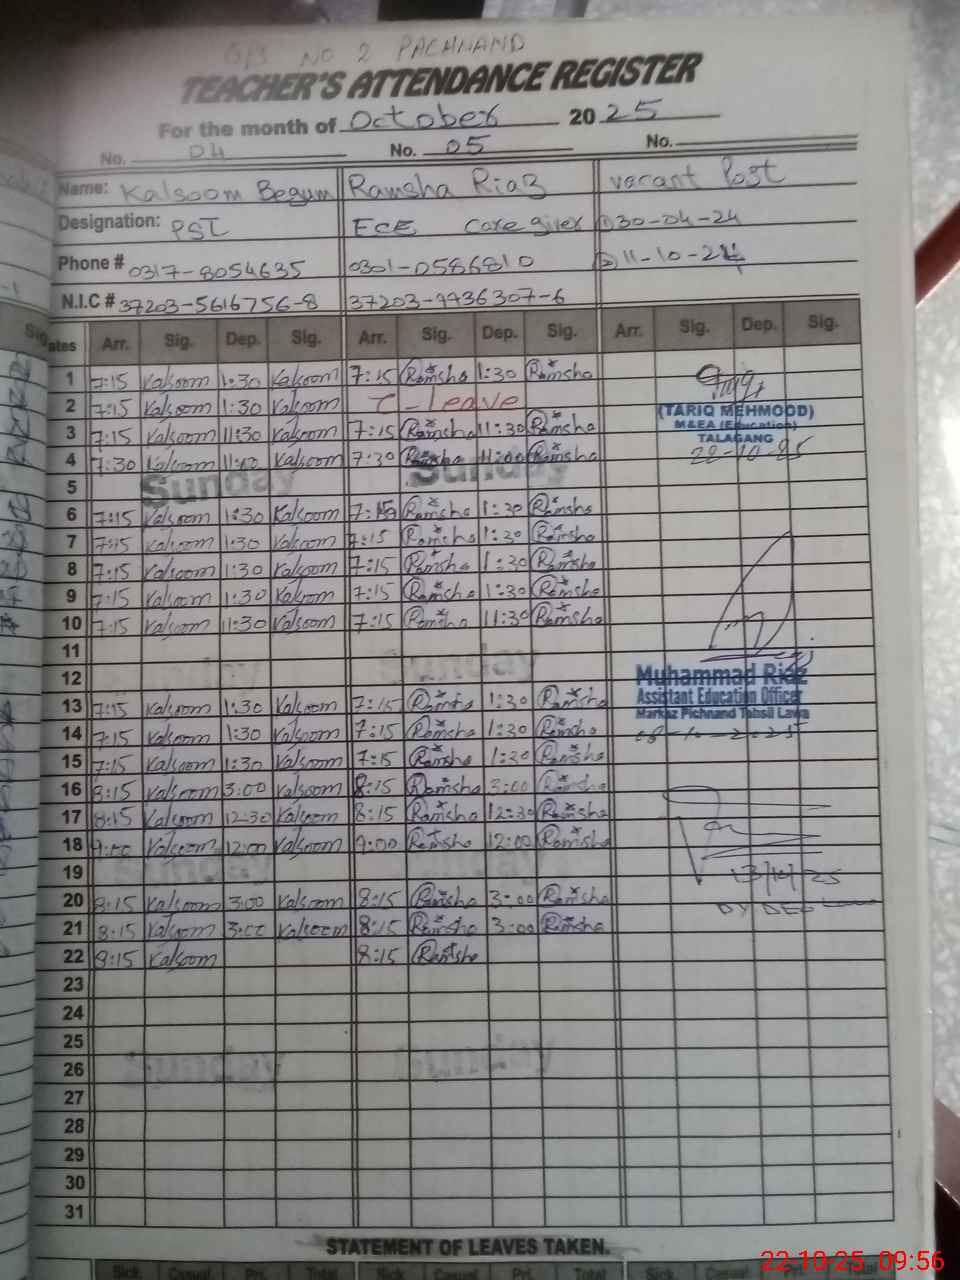 GPS NO 2 PACHNAND
TEACHER'S ATTENDANCE REGISTER
For the month of October 2025
No. 04 No. 05 No.
Name: Kalsoom Begum Ramsha Riaz vacant Post
Designation: PST ECE Care giver ① 30-04-24
Phone # 0317-8054635 0301-0586810 ② 11-10-24
N.I.C # 37203-5616756-8 37203-9936307-6
Dates Arr. Sig. Dep. Sig. Arr. Sig. Dep. Sig. Arr. Sig. Dep. Sig.
1 7:15 Kalsoom 1:30 Kalsoom 7:15 Ramsha 1:30 Ramsha
2 7:15 Kalsoom 1:30 Kalsoom C-leave
(TARIQ MEHMOOD)
M&EA (Education)
3 7:15 Kalsoom 11:30 Kalsoom 7:15 Ramsha 11:30 Ramsha
TALAGANG
4 7:30 Kalsoom Kalsoom 7:30 Ramsha 11:00 Ramsha 22-10-25
5 Sunday Sunday
6 7:15 Kalsoom 1:30 Kalsoom 7:15 Ramsha 1:30 Ramsha
7 7:15 Kalsoom 1:30 Kalsoom 7:15 Ramsha 1:30 Ramsha
8 7:15 Kalsoom 1:30 Kalsoom 7:15 Ramsha 1:30 Ramsha
9 7:15 Kalsoom 1:30 Kalsoom 7:15 Ramsha 1:30 Ramsha
10 7:15 Kalsoom 11:30 Kalsoom 7:15 Ramsha 11:30 Ramsha
11
12 Sunday Sunday
Muhammad Riaz
Assistant Education Officer
Markaz Pichnand Tehsil Lawa
13 7:15 Kalsoom 1:30 Kalsoom 7:15 Ramsha 1:30 Ramsha
14 7:15 Kalsoom 1:30 Kalsoom 7:15 Ramsha 1:30 Ramsha 08-10-2025
15 7:15 Kalsoom 1:30 Kalsoom 7:15 Ramsha 1:30 Ramsha
16 8:15 Kalsoom 3:00 Kalsoom 8:15 Ramsha 3:00 Ramsha
17 8:15 Kalsoom 12:30 Kalsoom 8:15 Ramsha 12:30 Ramsha
18 9:00 Kalsoom 12:00 Kalsoom 9:00 Ramsha 12:00 Ramsha
19 Sunday Sunday 13/10/25
20 8:15 Kalsoom 3:00 Kalsoom 8:15 Ramsha 3:00 Ramsha DY DEO
21 8:15 Kalsoom 3:00 Kalsoom 8:15 Ramsha 3:00 Ramsha
22 8:15 Kalsoom 8:15 Ramsha
23
24
25
26 Sunday Sunday
27
28
29
30
31
STATEMENT OF LEAVES TAKEN.
22-10-25 09:56